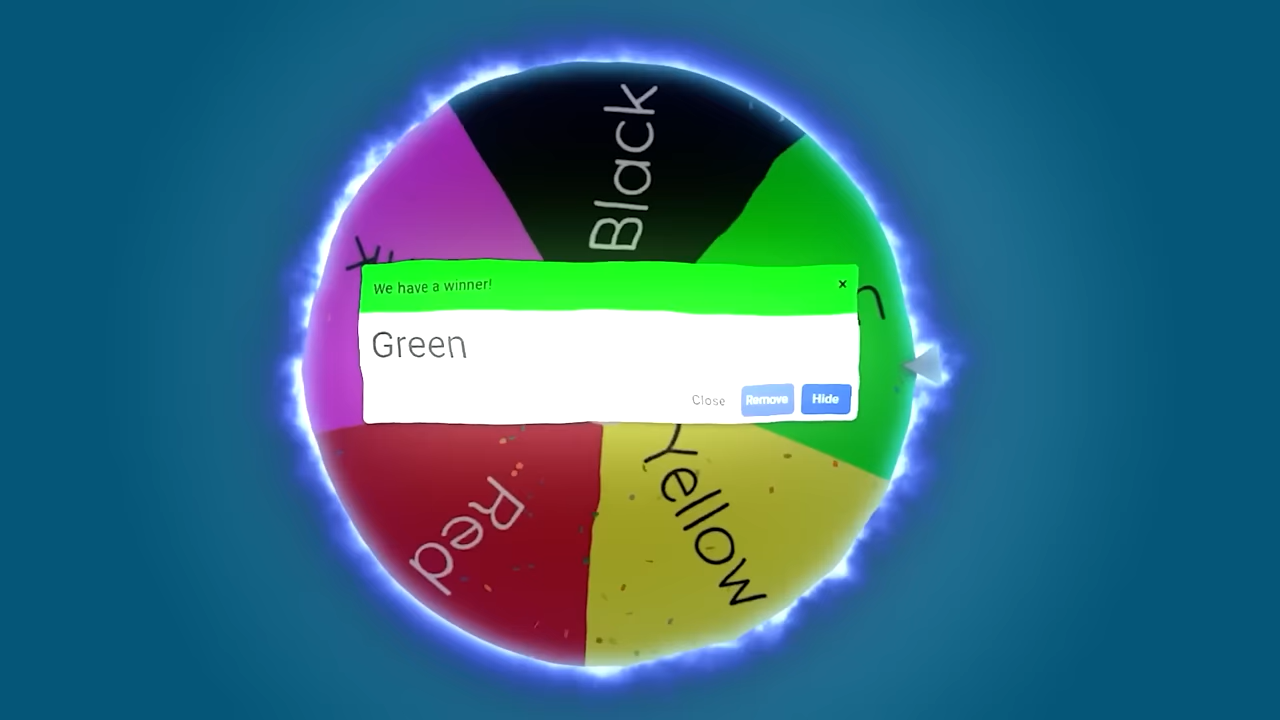 Black
We have a winner!
×
Green
Close
Remove
Hide
Yellow
Red